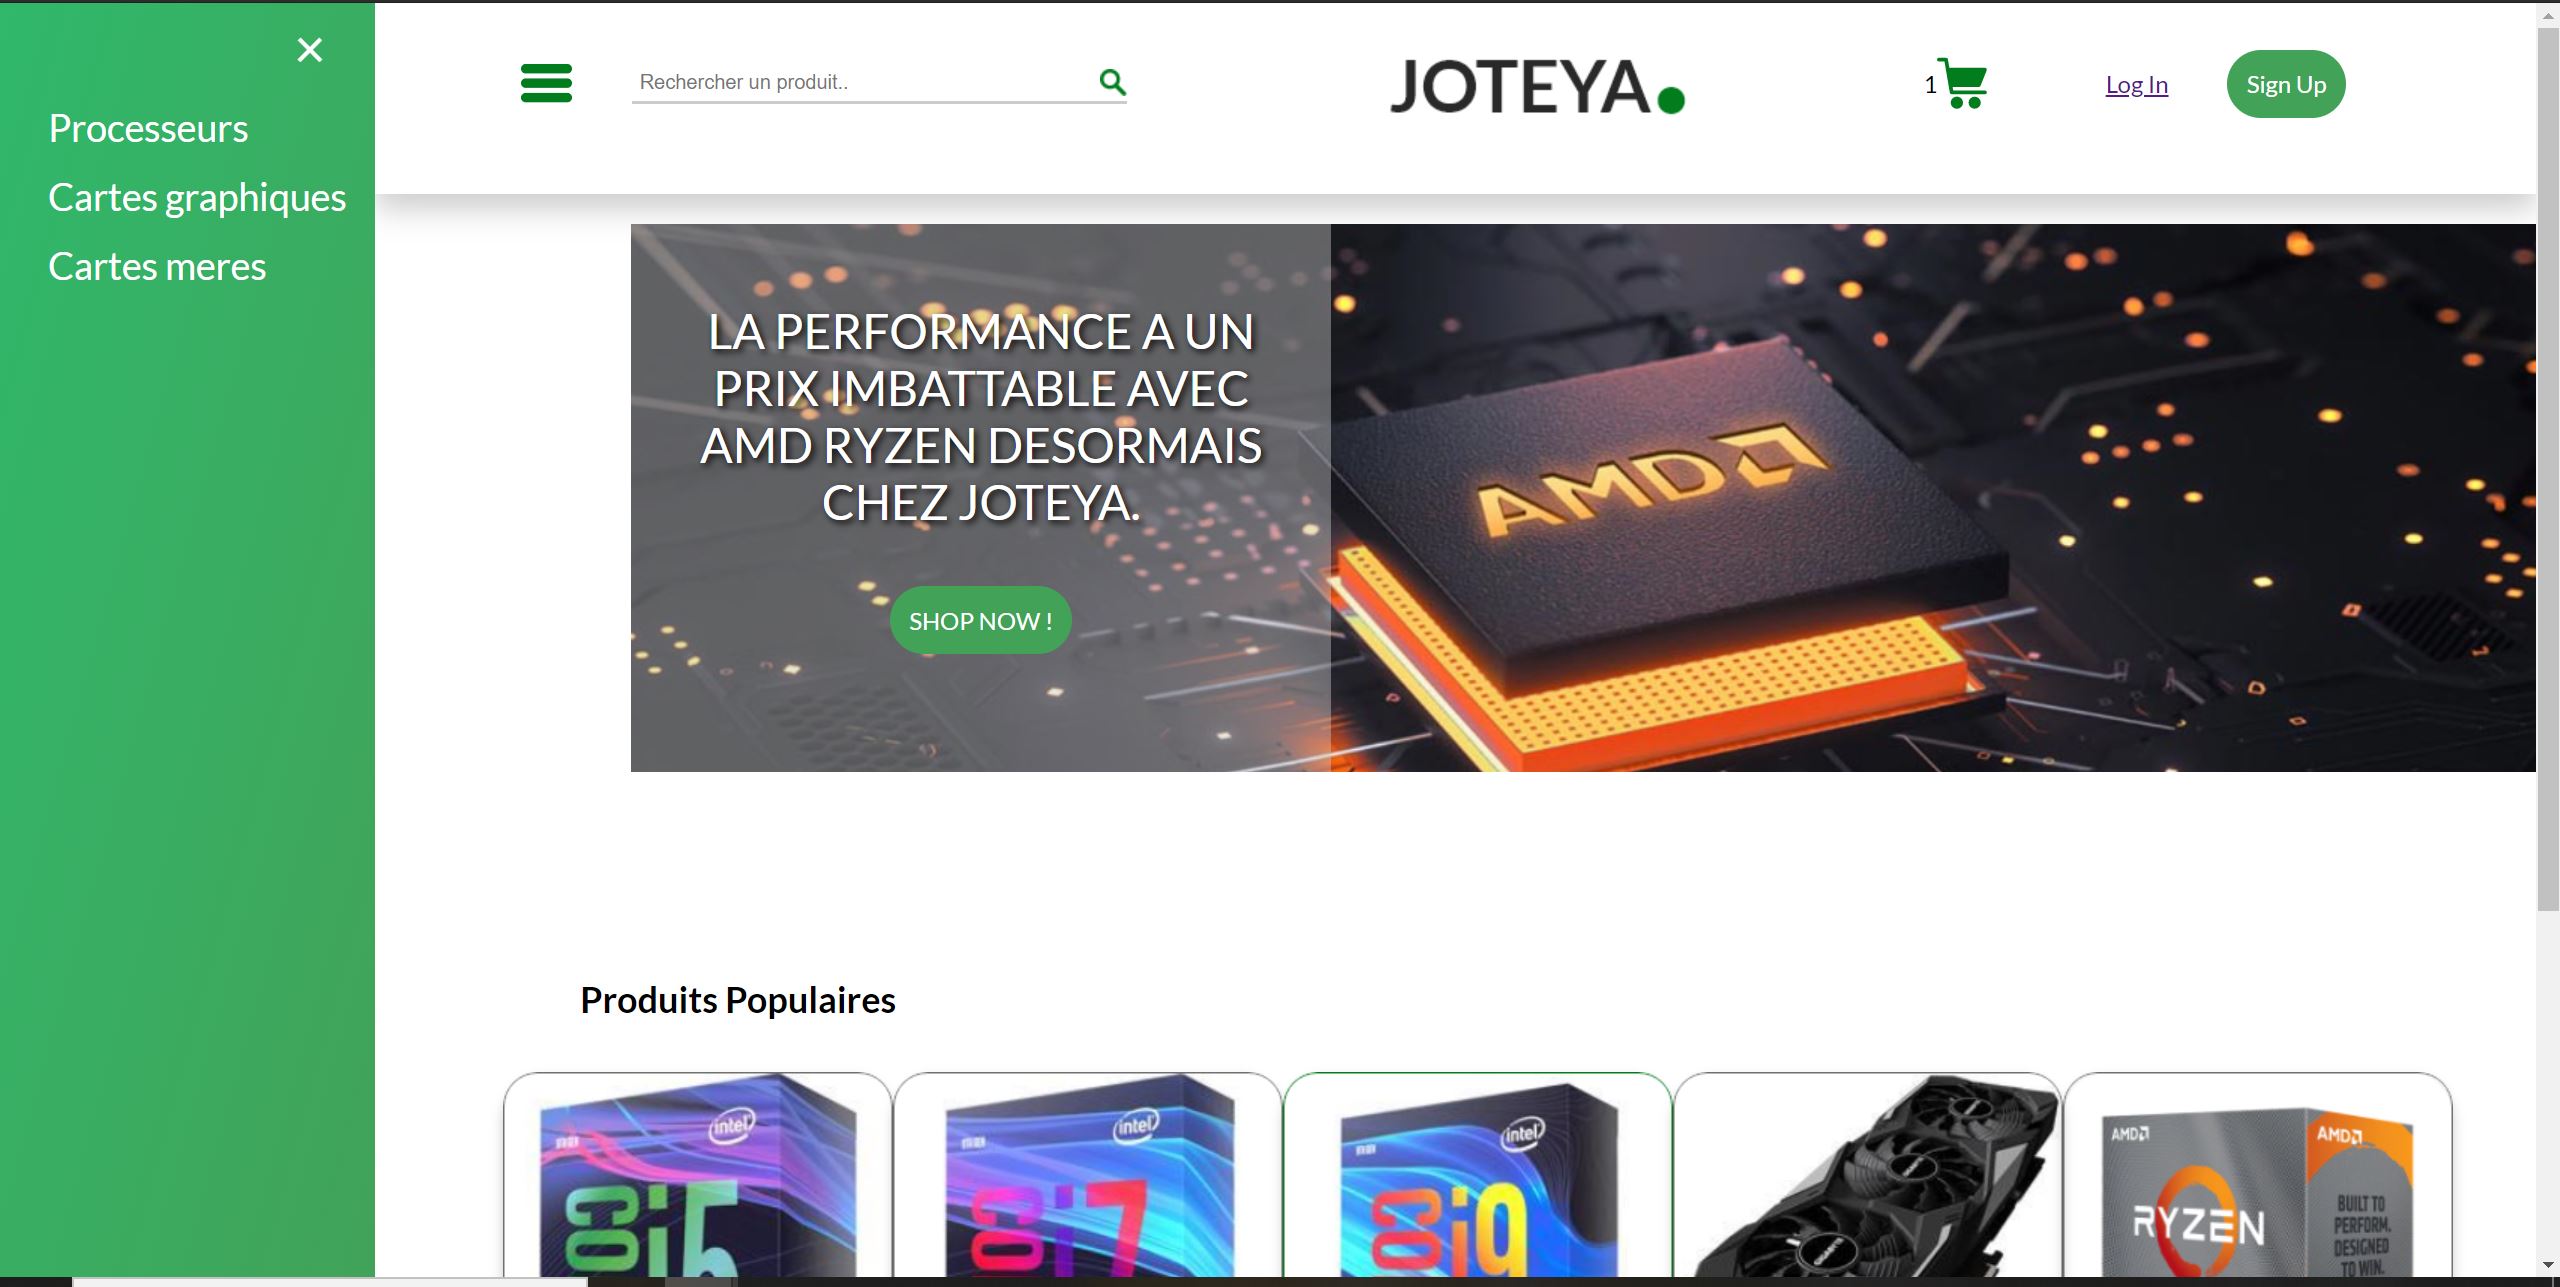 Processeurs
Cartes graphiques
Cartes meres
Rechercher un produit..
JOTEYA.
1
Log In
Sign Up
LA PERFORMANCE A UN
PRIX IMBATTABLE AVEC
AMD RYZEN DESORMAIS
CHEZ JOTEYA.
SHOP NOW !
AMD
Produits Populaires
intel
i5
intel
i7
intel
i9
AMD
AMD
RYZEN
BUILT TO
PERFORM.
DESIGNED
TO WIN.